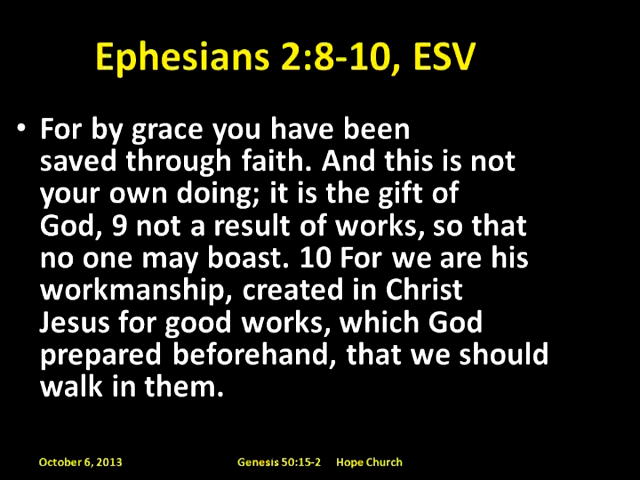 Ephesians 2:8-10, ESV
• For by grace you have been
saved through faith. And this is not
your own doing; it is the gift of
God, 9 not a result of works, so that
no one may boast. 10 For we are his
workmanship, created in Christ
Jesus for good works, which God
prepared beforehand, that we should
walk in them.
October 6, 2013 Genesis 50:15-2 Hope Church